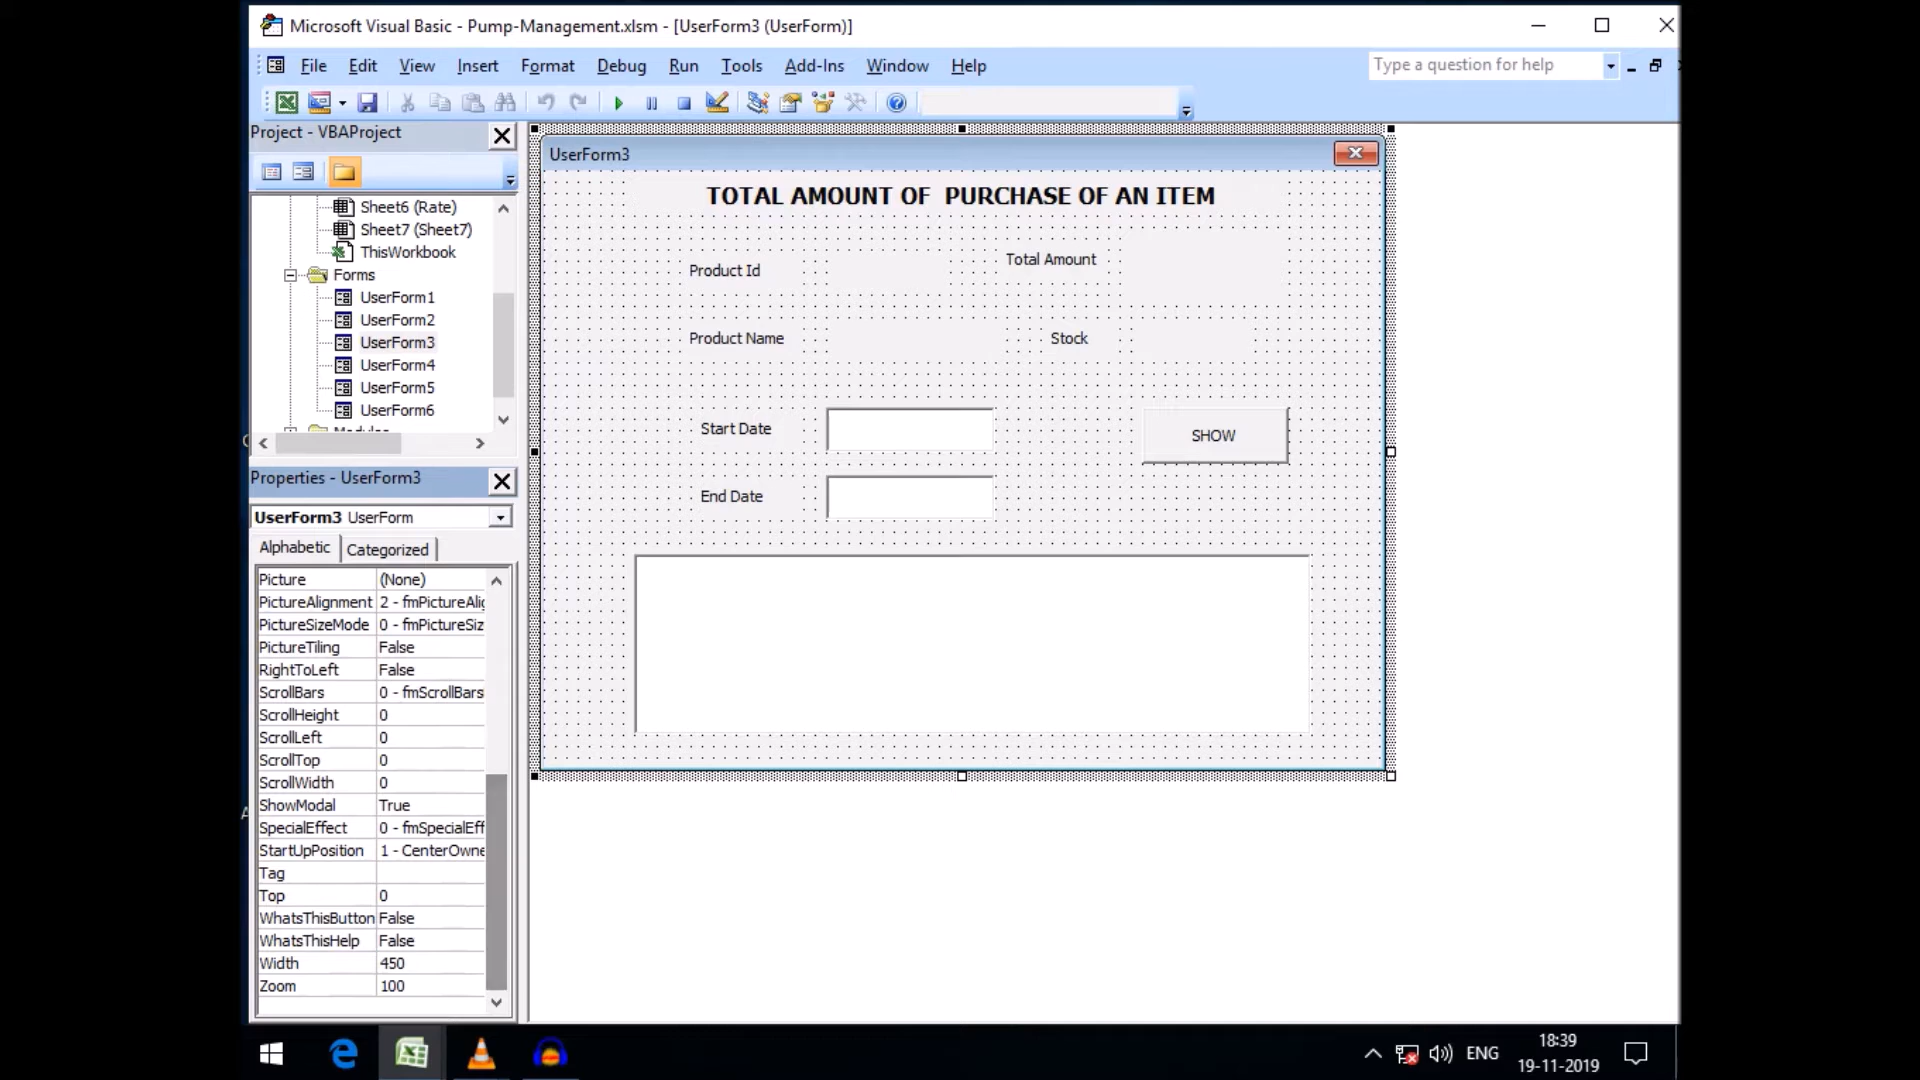 Microsoft Visual Basic - Pump-Management.xlsm - [UserForm3 (UserForm)]
File Edit View Insert Format Debug Run Tools Add-Ins Window Help
Type a question for help
Project - VBAProject
Sheet6 (Rate)
Sheet7 (Sheet7)
ThisWorkbook
Forms
UserForm1
UserForm2
UserForm3
UserForm4
UserForm5
UserForm6
Properties - UserForm3
UserForm3 UserForm
Alphabetic Categorized
Picture (None)
PictureAlignment 2 - fmPictureAlig
PictureSizeMode 0 - fmPictureSiz
PictureTiling False
RightToLeft False
ScrollBars 0 - fmScrollBars
ScrollHeight 0
ScrollLeft 0
ScrollTop 0
ScrollWidth 0
ShowModal True
SpecialEffect 0 - fmSpecialEff
StartUpPosition 1 - CenterOwne
Tag
Top 0
WhatsThisButton False
WhatsThisHelp False
Width 450
Zoom 100
UserForm3
TOTAL AMOUNT OF PURCHASE OF AN ITEM
Product Id
Total Amount
Product Name
Stock
Start Date
SHOW
End Date
ENG
18:39
19-11-2019